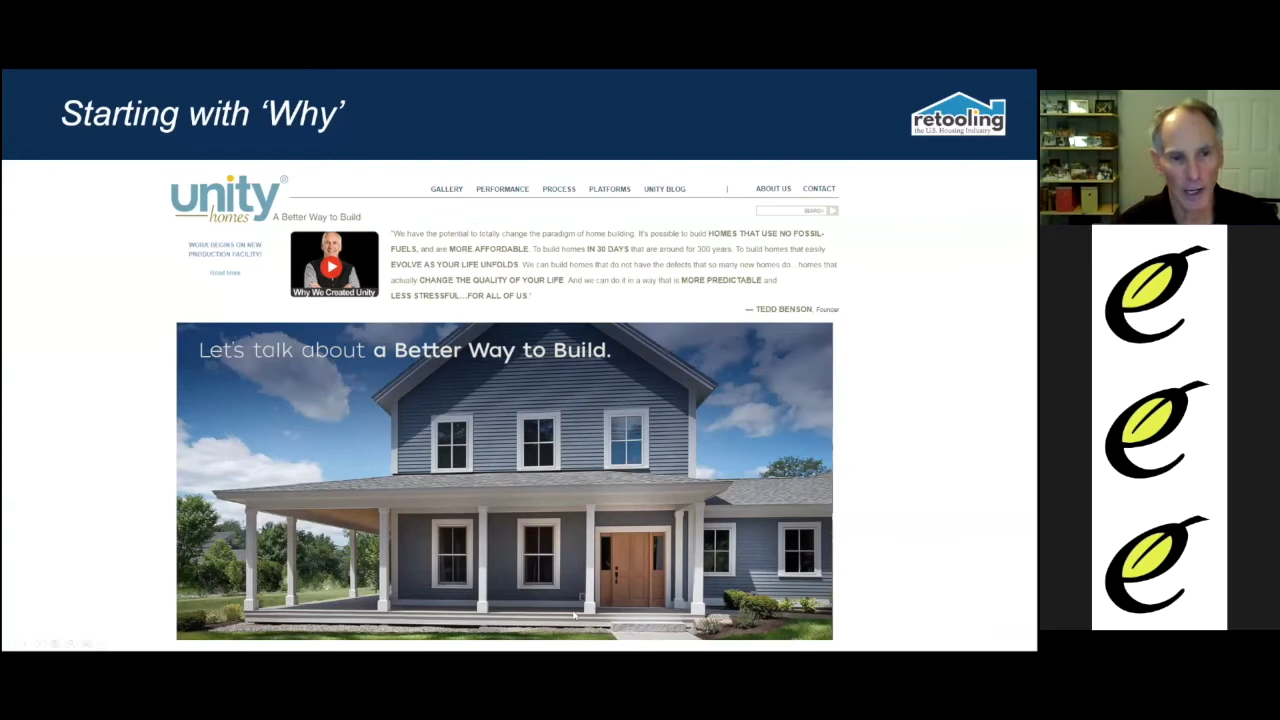 Starting with ‘Why’
retooling
the U.S. Housing Industry
unity®
homes
A Better Way to Build
GALLERY PERFORMANCE PROCESS PLATFORMS UNITY BLOG | ABOUT US CONTACT
SEARCH
WORK BEGINS ON NEW
PRODUCTION FACILITY!
Read More
Why We Created Unity
"We have the potential to totally change the paradigm of home building. It's possible to build HOMES THAT USE NO FOSSIL-
FUELS, and are MORE AFFORDABLE. To build homes IN 30 DAYS that are around for 300 years. To build homes that easily
EVOLVE AS YOUR LIFE UNFOLDS. We can build homes that do not have the defects that so many new homes do... homes that
actually CHANGE THE QUALITY OF YOUR LIFE. And we can do it in a way that is MORE PREDICTABLE and
LESS STRESSFUL...FOR ALL OF US."
— TEDD BENSON, Founder
Let's talk about a Better Way to Build.
e
e
e